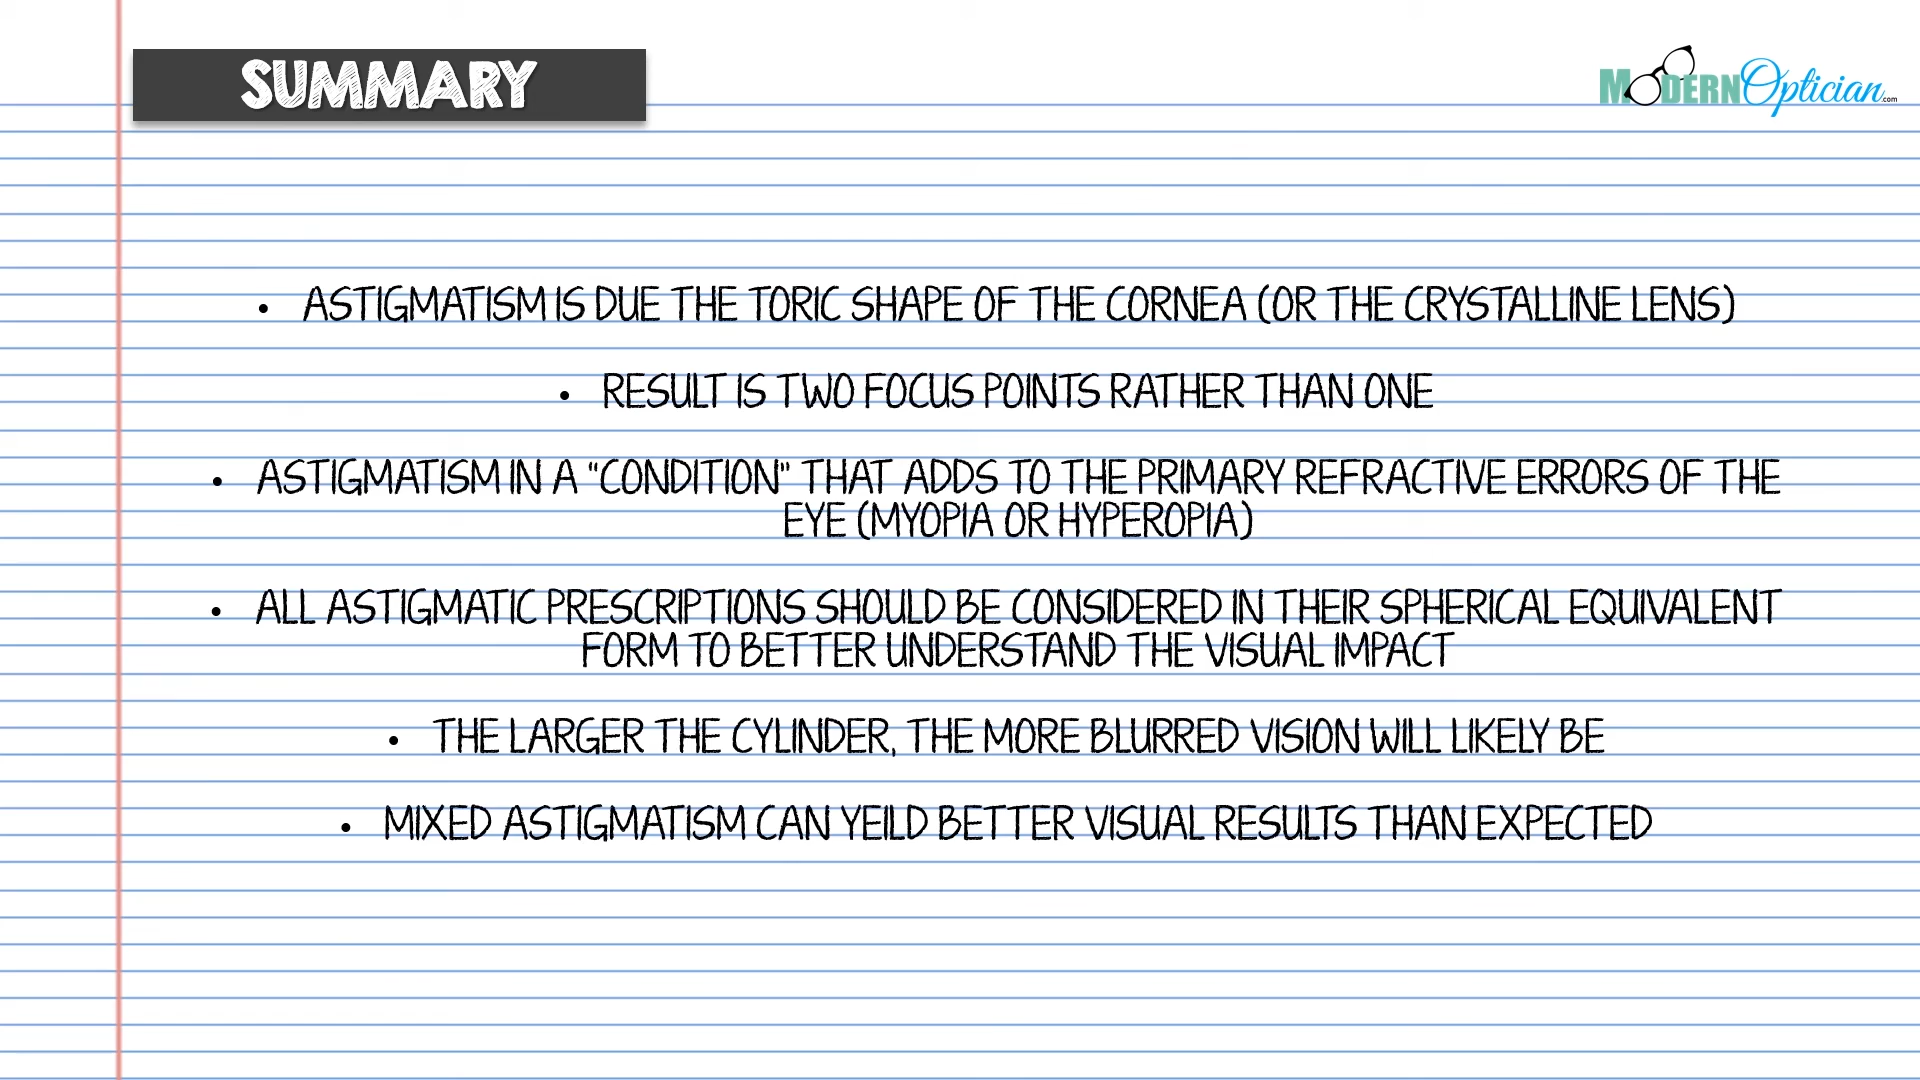 SUMMARY
MODERNOptician.com
• ASTIGMATISM IS DUE THE TORIC SHAPE OF THE CORNEA (OR THE CRYSTALLINE LENS)
• RESULT IS TWO FOCUS POINTS RATHER THAN ONE
• ASTIGMATISM IN A "CONDITION" THAT ADDS TO THE PRIMARY REFRACTIVE ERRORS OF THE
EYE (MYOPIA OR HYPEROPIA)
• ALL ASTIGMATIC PRESCRIPTIONS SHOULD BE CONSIDERED IN THEIR SPHERICAL EQUIVALENT
FORM TO BETTER UNDERSTAND THE VISUAL IMPACT
• THE LARGER THE CYLINDER, THE MORE BLURRED VISION WILL LIKELY BE
• MIXED ASTIGMATISM CAN YEILD BETTER VISUAL RESULTS THAN EXPECTED